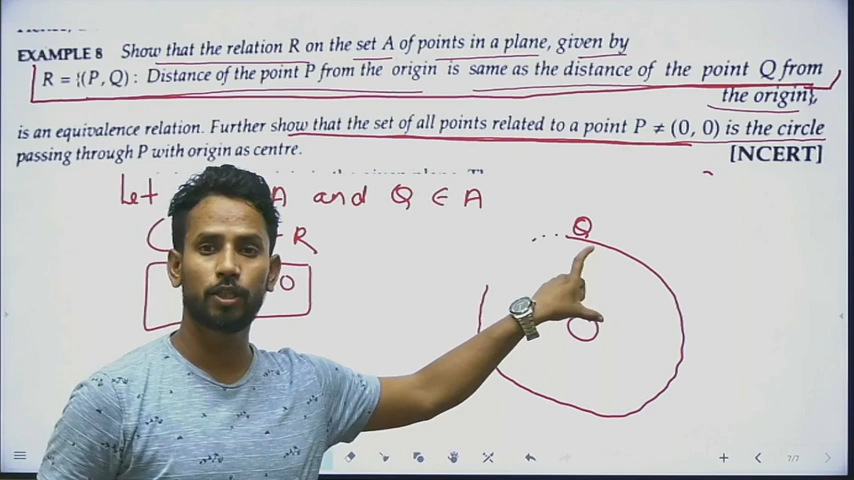 EXAMPLE 8 Show that the relation R on the set A of points in a plane, given by
R = {(P, Q) : Distance of the point P from the origin is same as the distance of the point Q from
the origin},
is an equivalence relation. Further show that the set of all points related to a point P ≠ (0, 0) is the circle
passing through P with origin as centre. [NCERT]
Let A and Q ∈ A
( R
O
Q
O
7/7